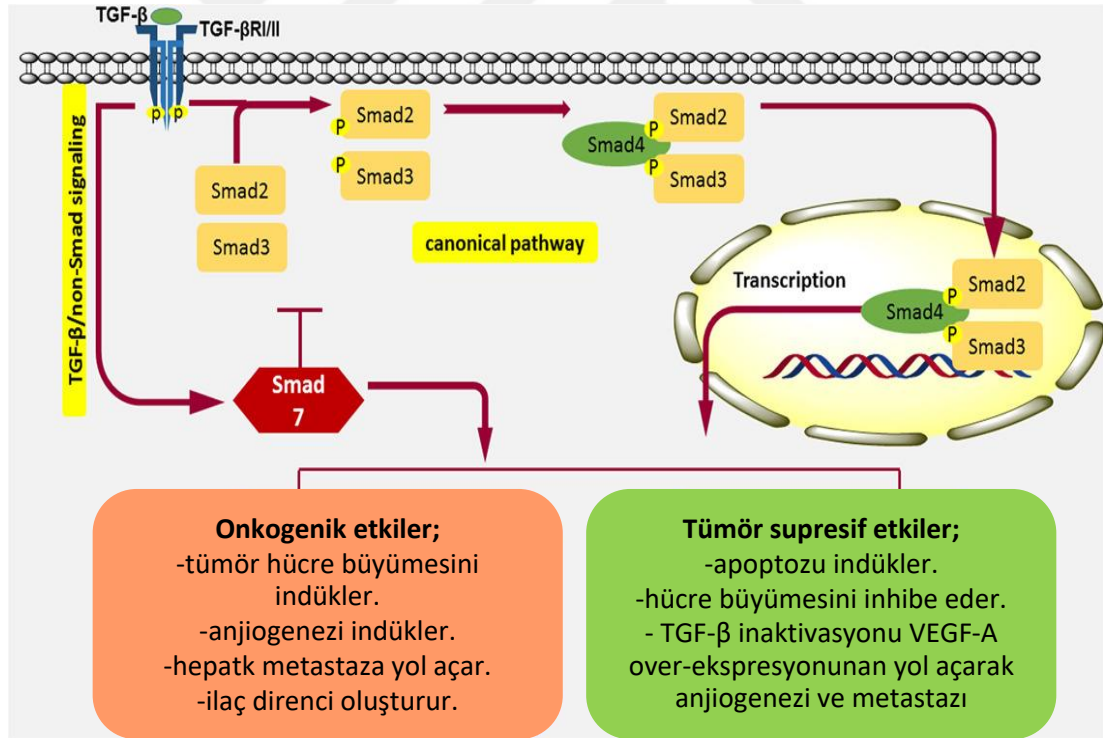 TGF-β
TGF-βRI/II
TGF-β/non-Smad signaling
p
p
Smad2
Smad3
P
Smad2
P
Smad3
Smad4
P
Smad2
P
Smad3
canonical pathway
Transcription
Smad4
P
Smad2
P
Smad3
Smad
7
Onkogenik etkiler;
-tümör hücre büyümesini
indükler.
-anjiogenezi indükler.
-hepatk metastaza yol açar.
-ilaç direnci oluşturur.
Tümör supresif etkiler;
-apoptozu indükler.
-hücre büyümesini inhibe eder.
- TGF-β inaktivasyonu VEGF-A
over-ekspresyonunan yol açarak
anjiogenezi ve metastazı